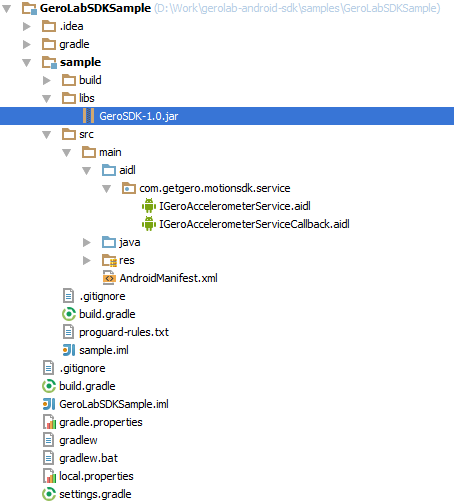 GeroLabSDKSample (D:\Work\gerolab-android-sdk\samples\GeroLabSDKSample)
.idea
gradle
sample
build
libs
GeroSDK-1.0.jar
src
main
aidl
com.getgero.motionsdk.service
IGeroAccelerometerService.aidl
IGeroAccelerometerServiceCallback.aidl
java
res
AndroidManifest.xml
.gitignore
build.gradle
proguard-rules.txt
sample.iml
.gitignore
build.gradle
GeroLabSDKSample.iml
gradle.properties
gradlew
gradlew.bat
local.properties
settings.gradle